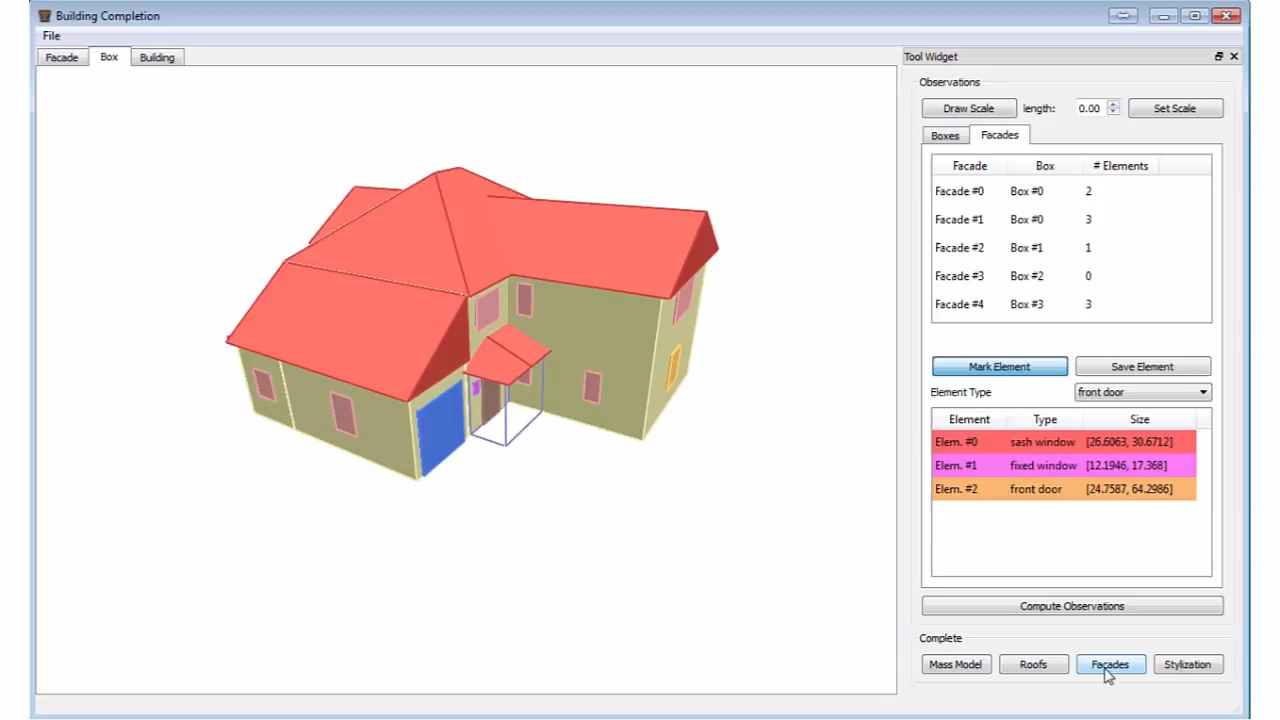 Building Completion
File
Facade Box Building
Tool Widget
Observations
Draw Scale length: 0.00 Set Scale
Boxes Facades
Facade Box # Elements
Facade #0 Box #0 2
Facade #1 Box #0 3
Facade #2 Box #1 1
Facade #3 Box #2 0
Facade #4 Box #3 3
Mark Element Save Element
Element Type front door
Element Type Size
Elem. #0 sash window [26.6063, 30.6712]
Elem. #1 fixed window [12.1946, 17.368]
Elem. #2 front door [24.7587, 64.2986]
Compute Observations
Complete
Mass Model Roofs Facades Stylization